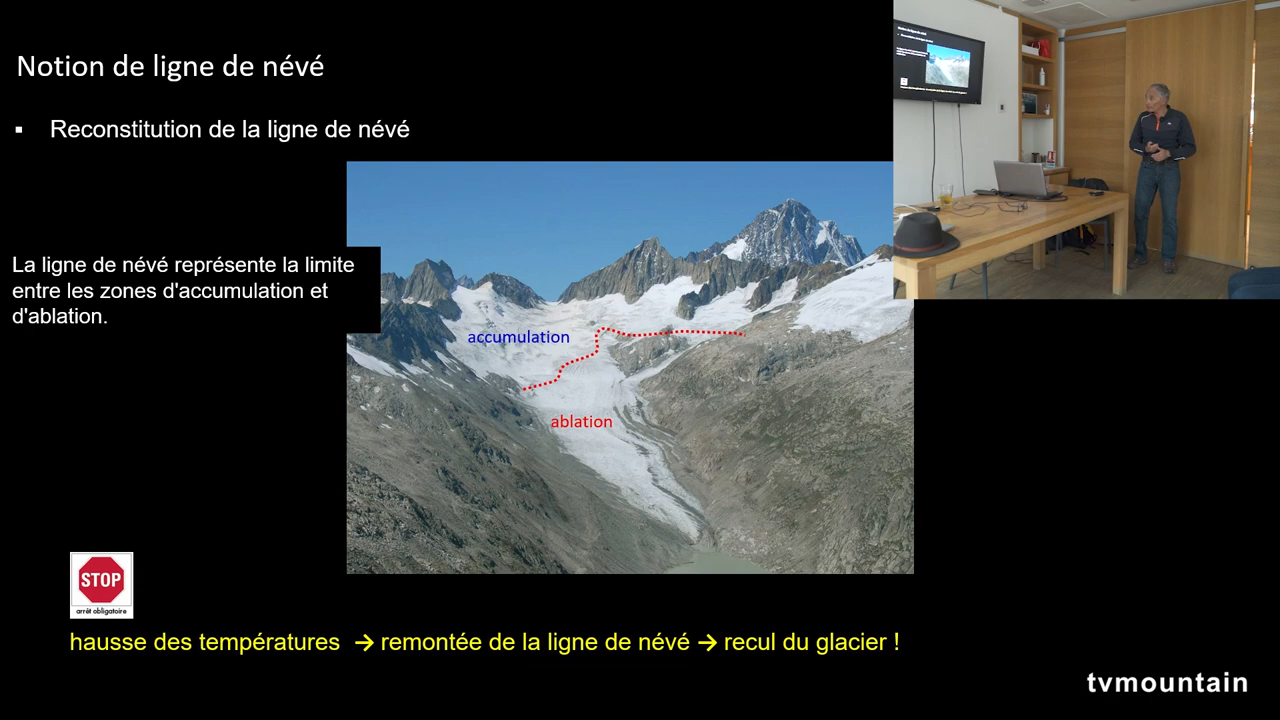 Notion de ligne de névé
▪ Reconstitution de la ligne de névé
La ligne de névé représente la limite
entre les zones d'accumulation et
d'ablation.
accumulation
ablation
STOP
arrêt obligatoire
hausse des températures → remontée de la ligne de névé → recul du glacier !
tvmountain